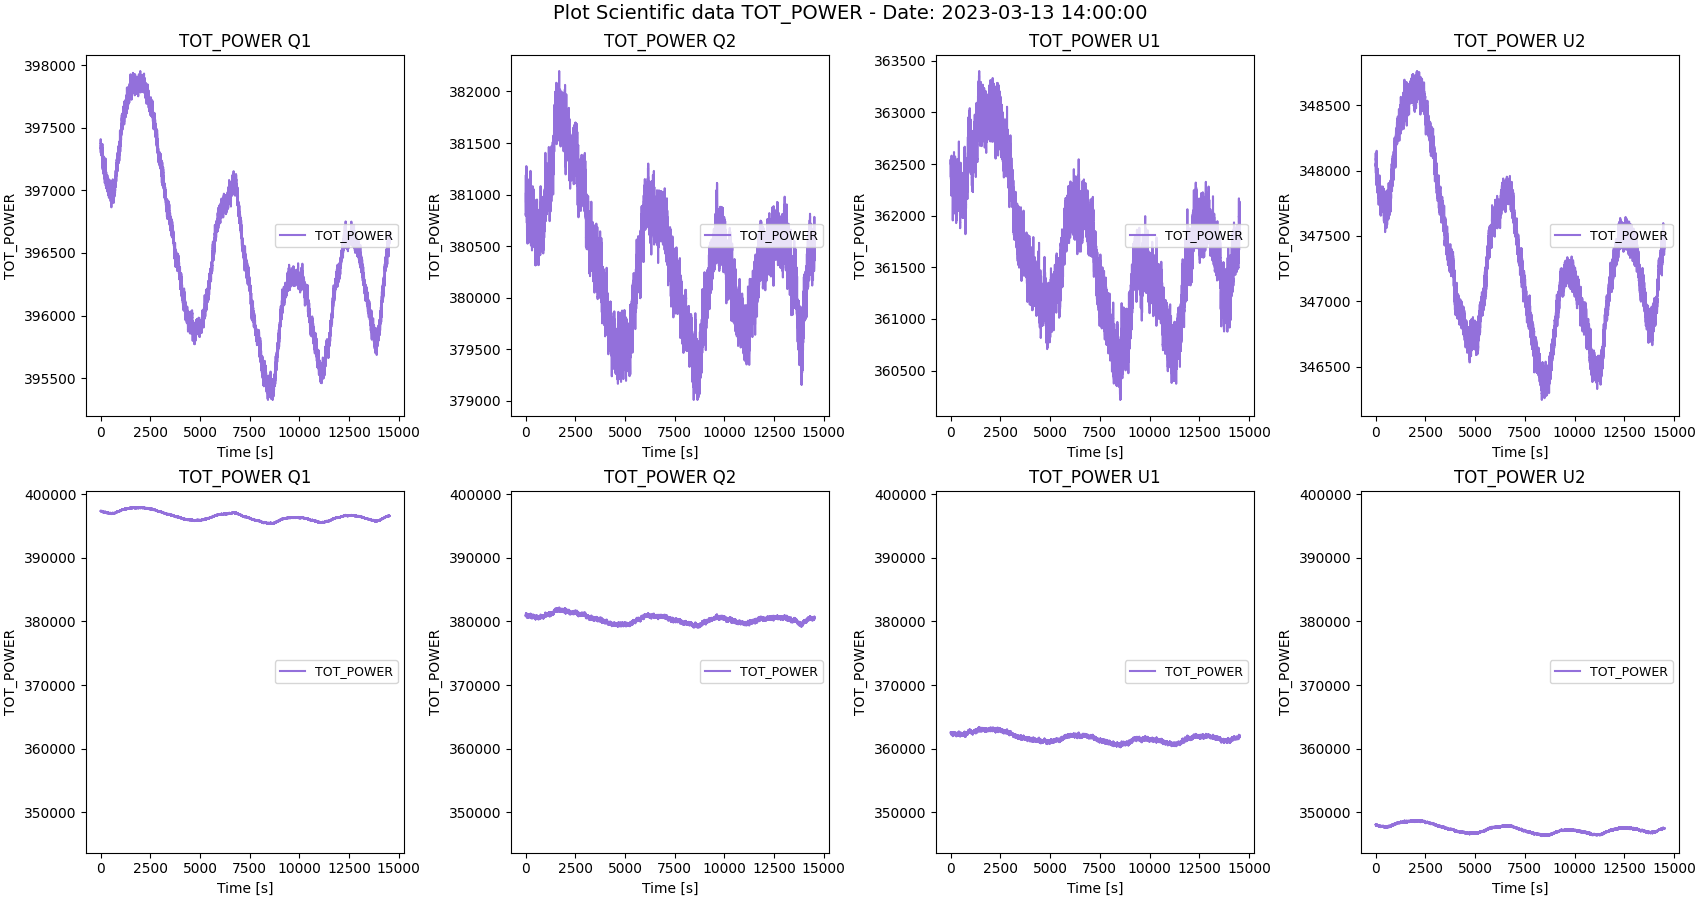 Plot Scientific data TOT_POWER - Date: 2023-03-13 14:00:00
TOT_POWER Q1
TOT_POWER
398000
397500
397000
396500
396000
395500
TOT_POWER
0 2500 5000 7500 10000 12500 15000
Time [s]
TOT_POWER Q2
TOT_POWER
382000
381500
381000
380500
380000
379500
379000
TOT_POWER
0 2500 5000 7500 10000 12500 15000
Time [s]
TOT_POWER U1
TOT_POWER
363500
363000
362500
362000
361500
361000
360500
TOT_POWER
0 2500 5000 7500 10000 12500 15000
Time [s]
TOT_POWER U2
TOT_POWER
348500
348000
347500
347000
346500
TOT_POWER
0 2500 5000 7500 10000 12500 15000
Time [s]
TOT_POWER Q1
TOT_POWER
400000
390000
380000
370000
360000
350000
TOT_POWER
0 2500 5000 7500 10000 12500 15000
Time [s]
TOT_POWER Q2
TOT_POWER
400000
390000
380000
370000
360000
350000
TOT_POWER
0 2500 5000 7500 10000 12500 15000
Time [s]
TOT_POWER U1
TOT_POWER
400000
390000
380000
370000
360000
350000
TOT_POWER
0 2500 5000 7500 10000 12500 15000
Time [s]
TOT_POWER U2
TOT_POWER
400000
390000
380000
370000
360000
350000
TOT_POWER
0 2500 5000 7500 10000 12500 15000
Time [s]